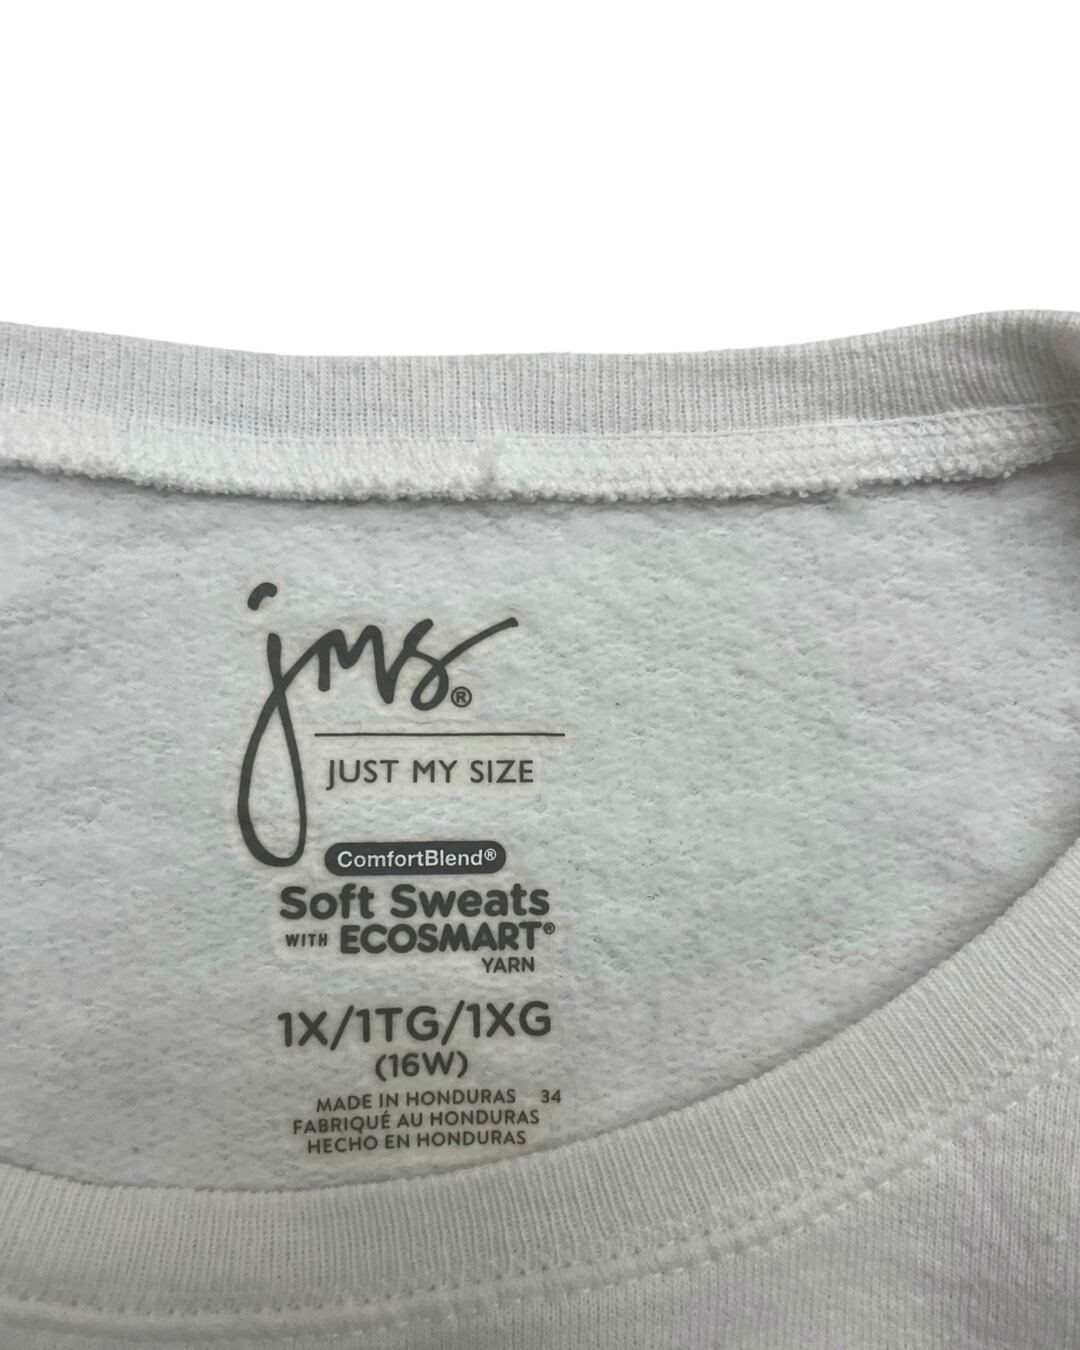 jms®
JUST MY SIZE
ComfortBlend®
Soft Sweats
WITH ECOSMART®
YARN
1X/1TG/1XG
(16W)
MADE IN HONDURAS 34
FABRIQUÉ AU HONDURAS
HECHO EN HONDURAS